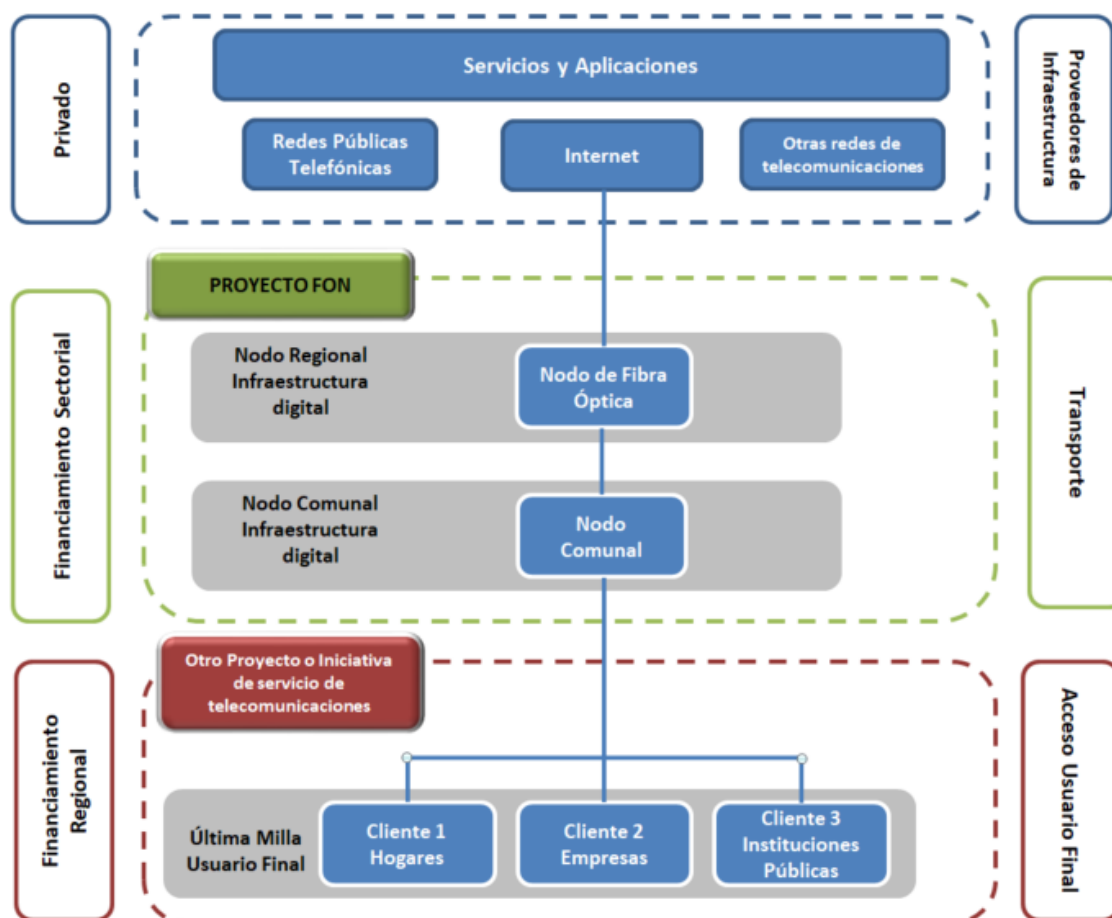 Privado
Servicios y Aplicaciones
Redes Públicas
Telefónicas
Internet
Otras redes de
telecomunicaciones
Proveedores de
Infraestructura
PROYECTO FON
Financiamiento Sectorial
Nodo Regional
Infraestructura
digital
Nodo de Fibra
Óptica
Nodo Comunal
Infraestructura
digital
Nodo
Comunal
Transporte
Otro Proyecto o Iniciativa
de servicio de
telecomunicaciones
Financiamiento
Regional
Última Milla
Usuario Final
Cliente 1
Hogares
Cliente 2
Empresas
Cliente 3
Instituciones
Públicas
Acceso Usuario Final